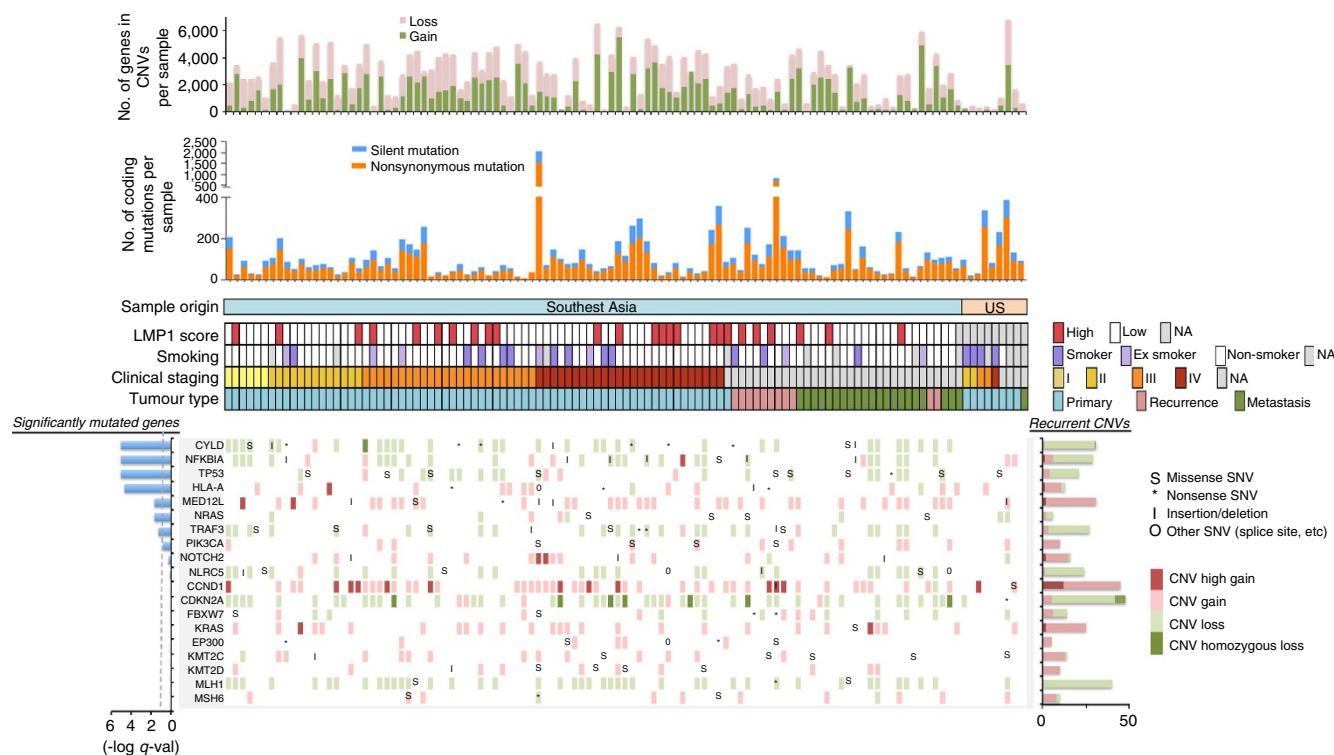 Loss
Gain
No. of genes in CNVs per sample
6,000
4,000
2,000
0
Silent mutation
Nonsynonymous mutation
No. of coding mutations per sample
2,500
2,000
1,500
1,000
500
400
200
0
Sample origin Southest Asia US
LMP1 score
High Low NA
Smoking
Smoker Ex smoker Non-smoker NA
Clinical staging
I II III IV NA
Tumour type
Primary Recurrence Metastasis
Significantly mutated genes
Recurrent CNVs
CYLD
NFKBIA
TP53
HLA-A
MED12L
NRAS
TRAF3
PIK3CA
NOTCH2
NLRC5
CCND1
CDKN2A
FBXW7
KRAS
EP300
KMT2C
KMT2D
MLH1
MSH6
S Missense SNV
* Nonsense SNV
I Insertion/deletion
O Other SNV (splice site, etc)
CNV high gain
CNV gain
CNV loss
CNV homozygous loss
6 4 2 0
(-log q-val)
0 50